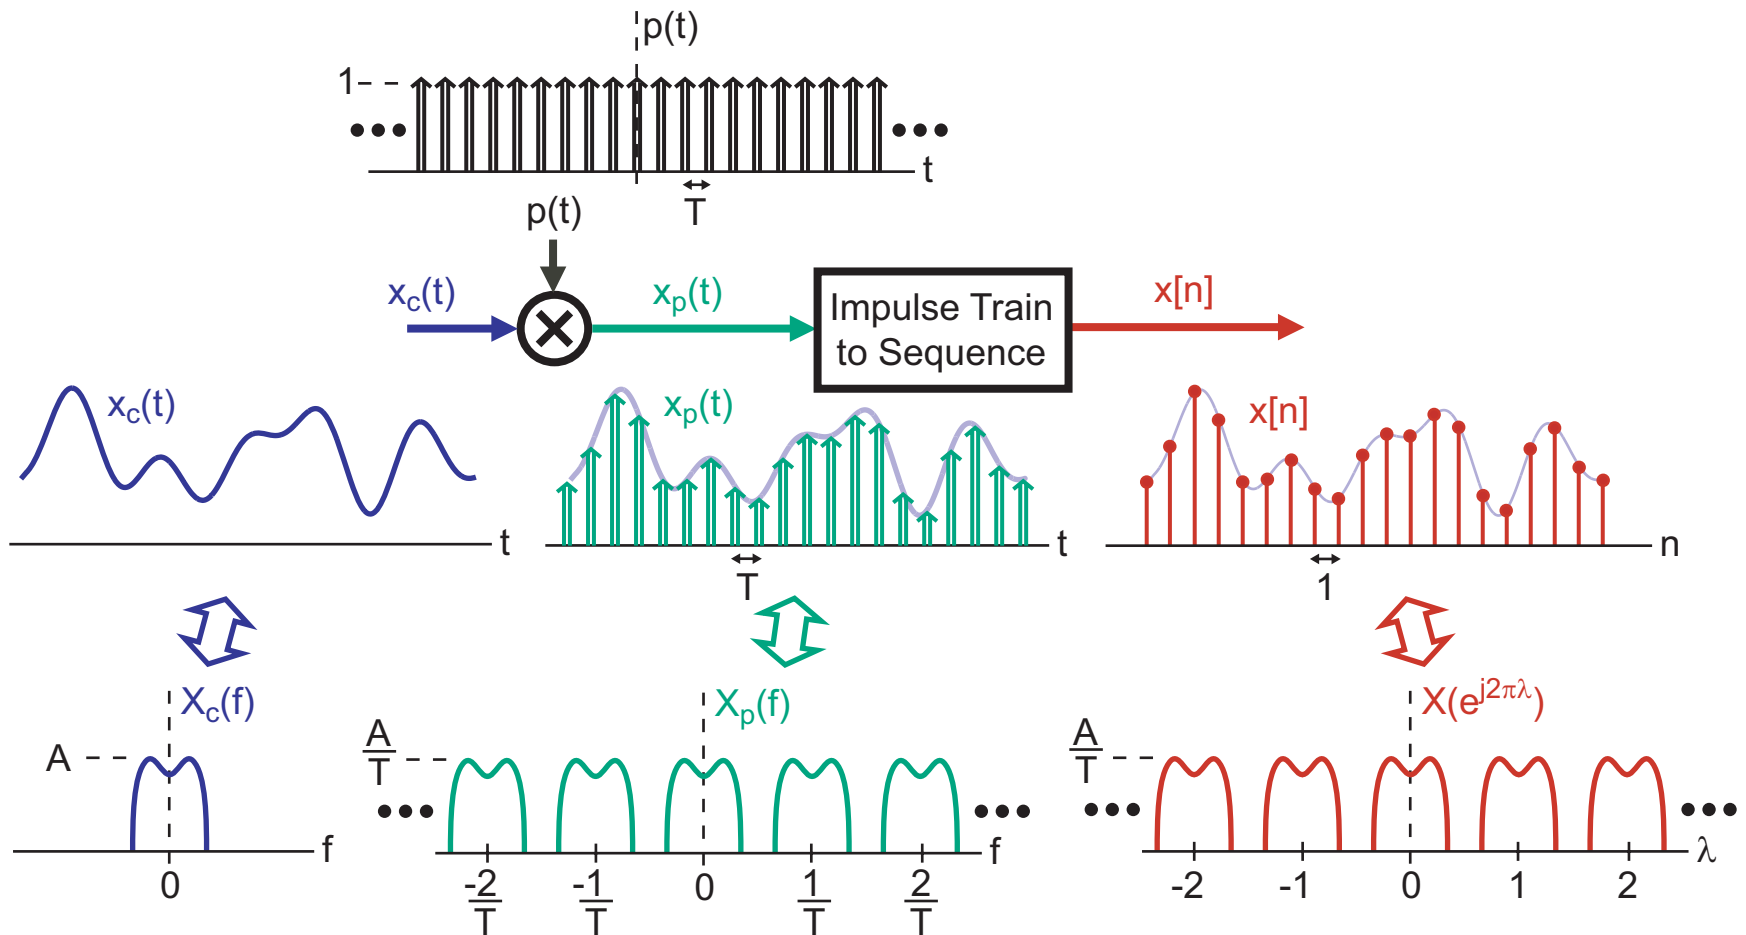 p(t)
1
t
T
p(t)
x_c(t)
x_p(t)
Impulse Train
to Sequence
x[n]
x_c(t)
t
x_p(t)
t
T
x[n]
n
1
X_c(f)
A
f
0
X_p(f)
A/T
f
-2/T -1/T 0 1/T 2/T
X(e^{j2πλ})
A/T
λ
-2 -1 0 1 2